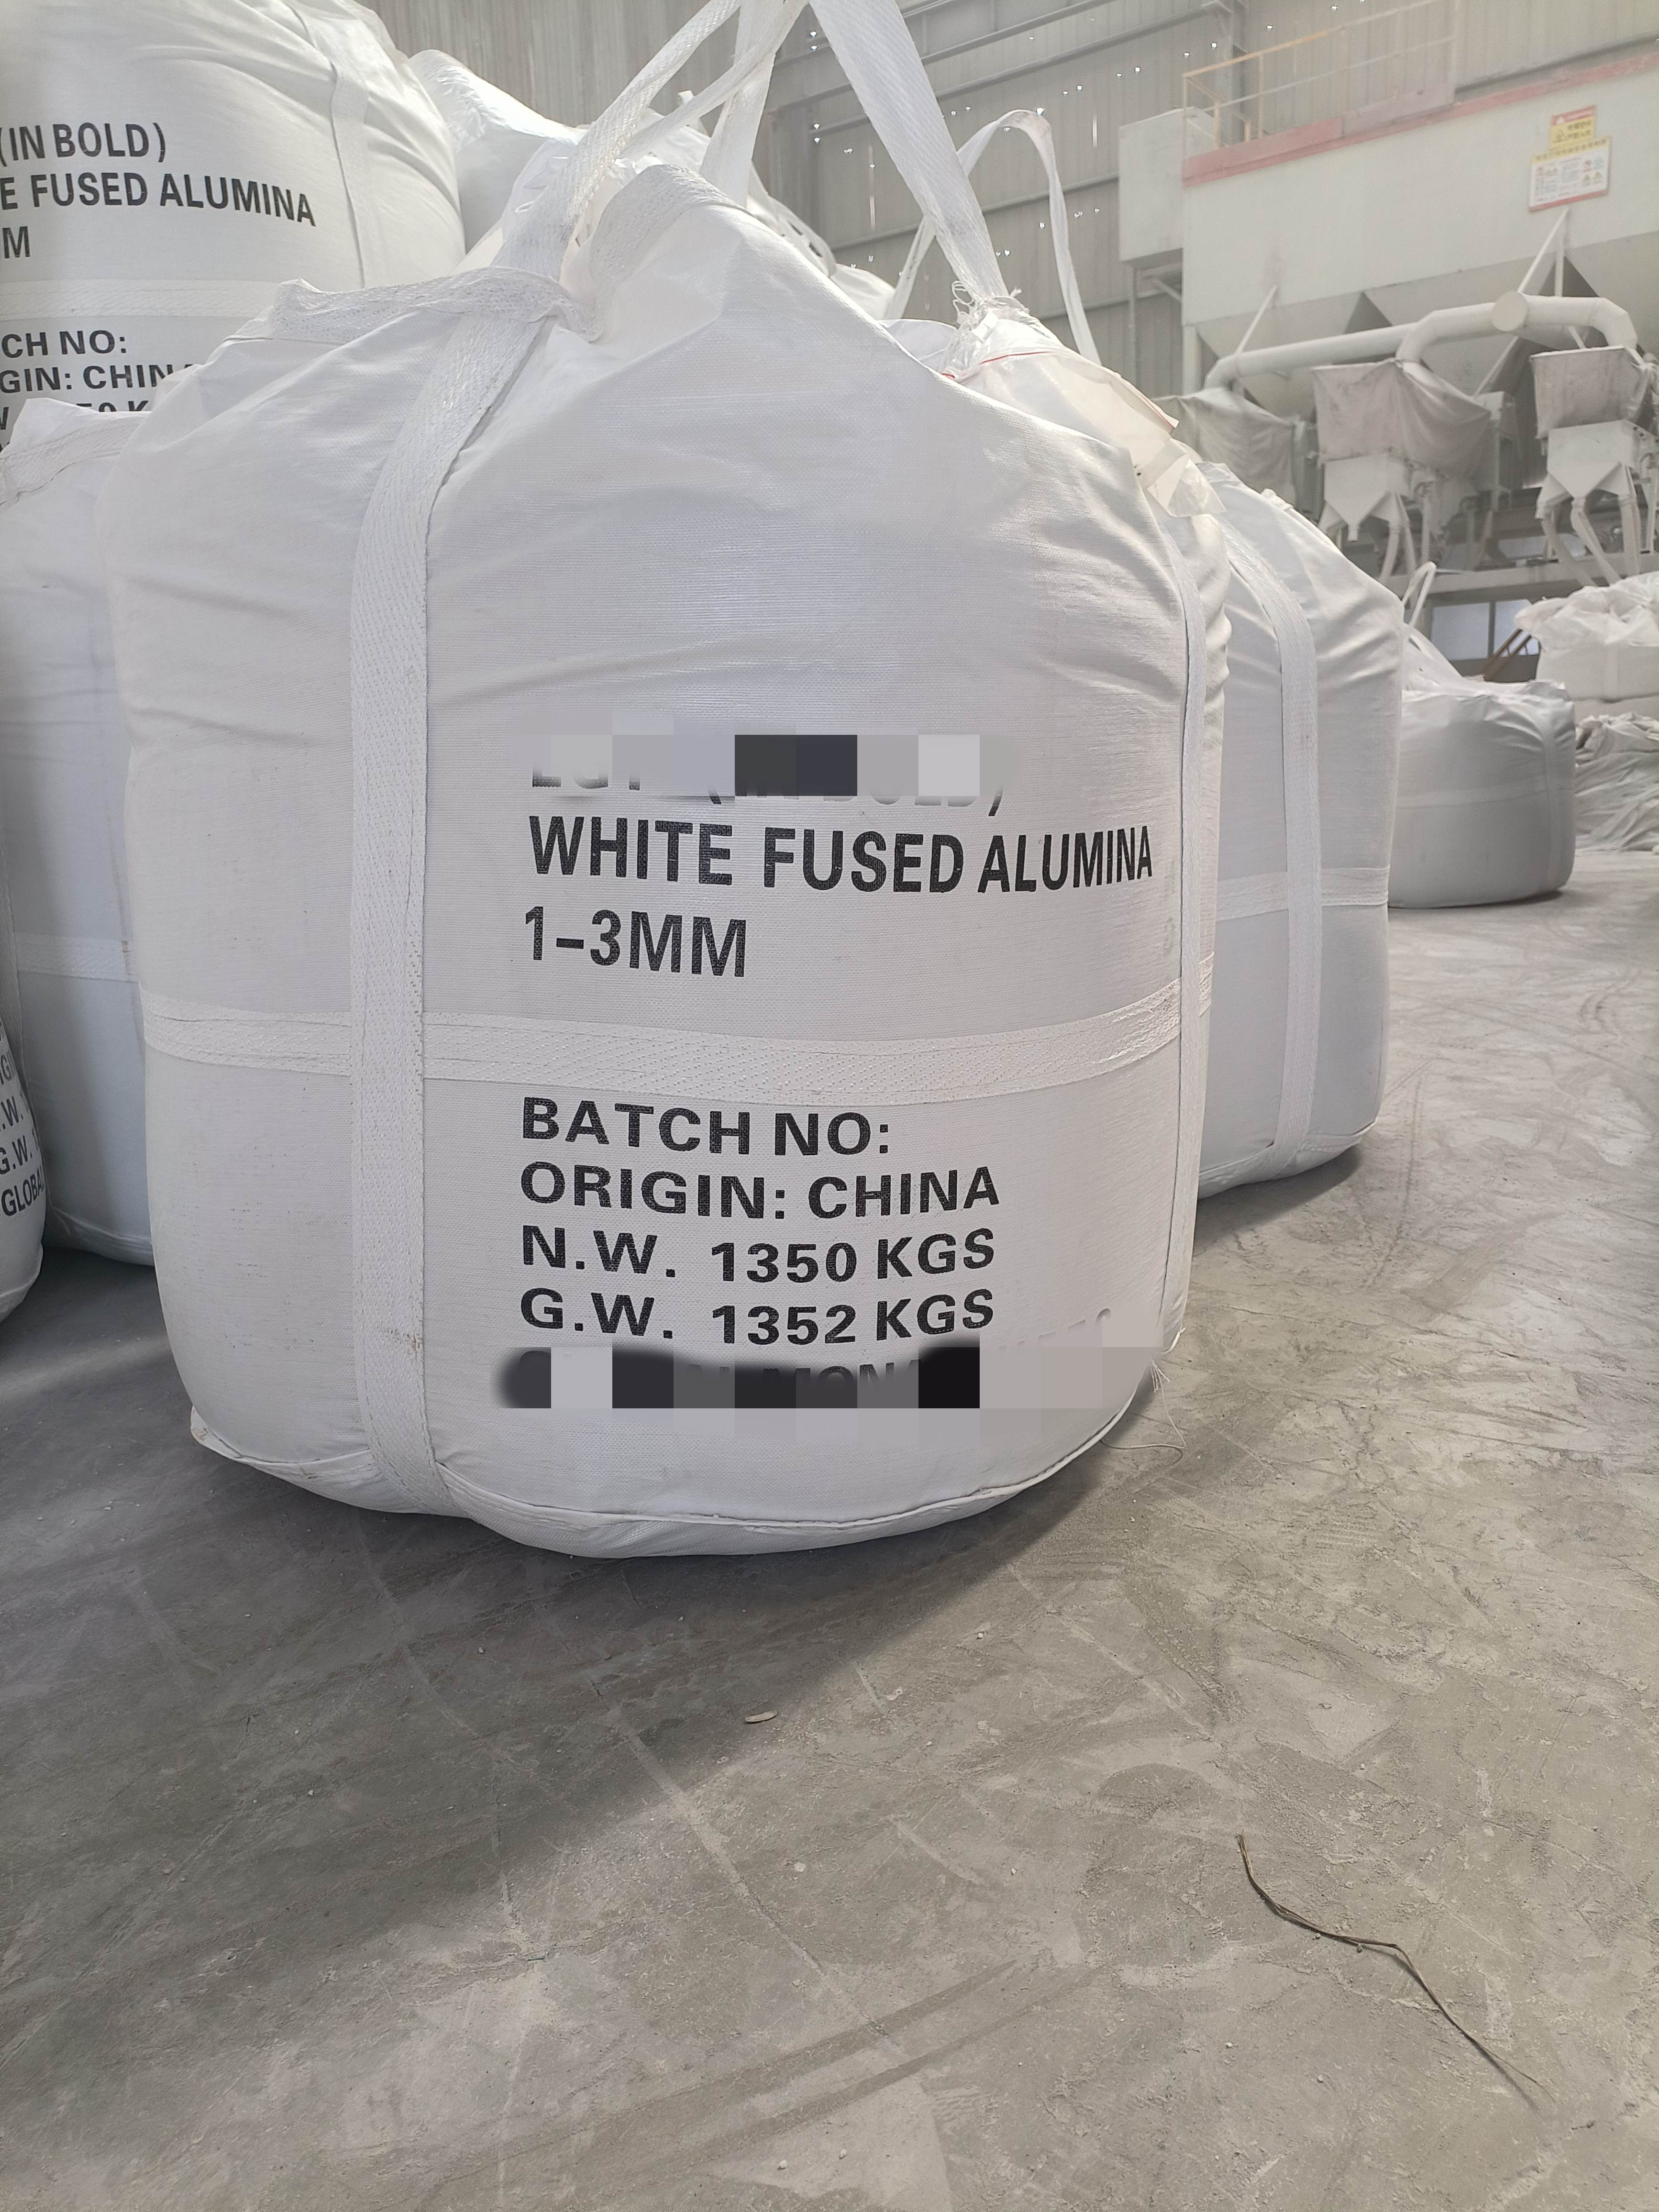 (IN BOLD)
E FUSED ALUMINA
M
CH NO:
GIN: CHINA
WHITE FUSED ALUMINA
1-3MM
BATCH NO:
ORIGIN: CHINA
N.W. 1350 KGS
G.W. 1352 KGS
G.W.
GLOBA